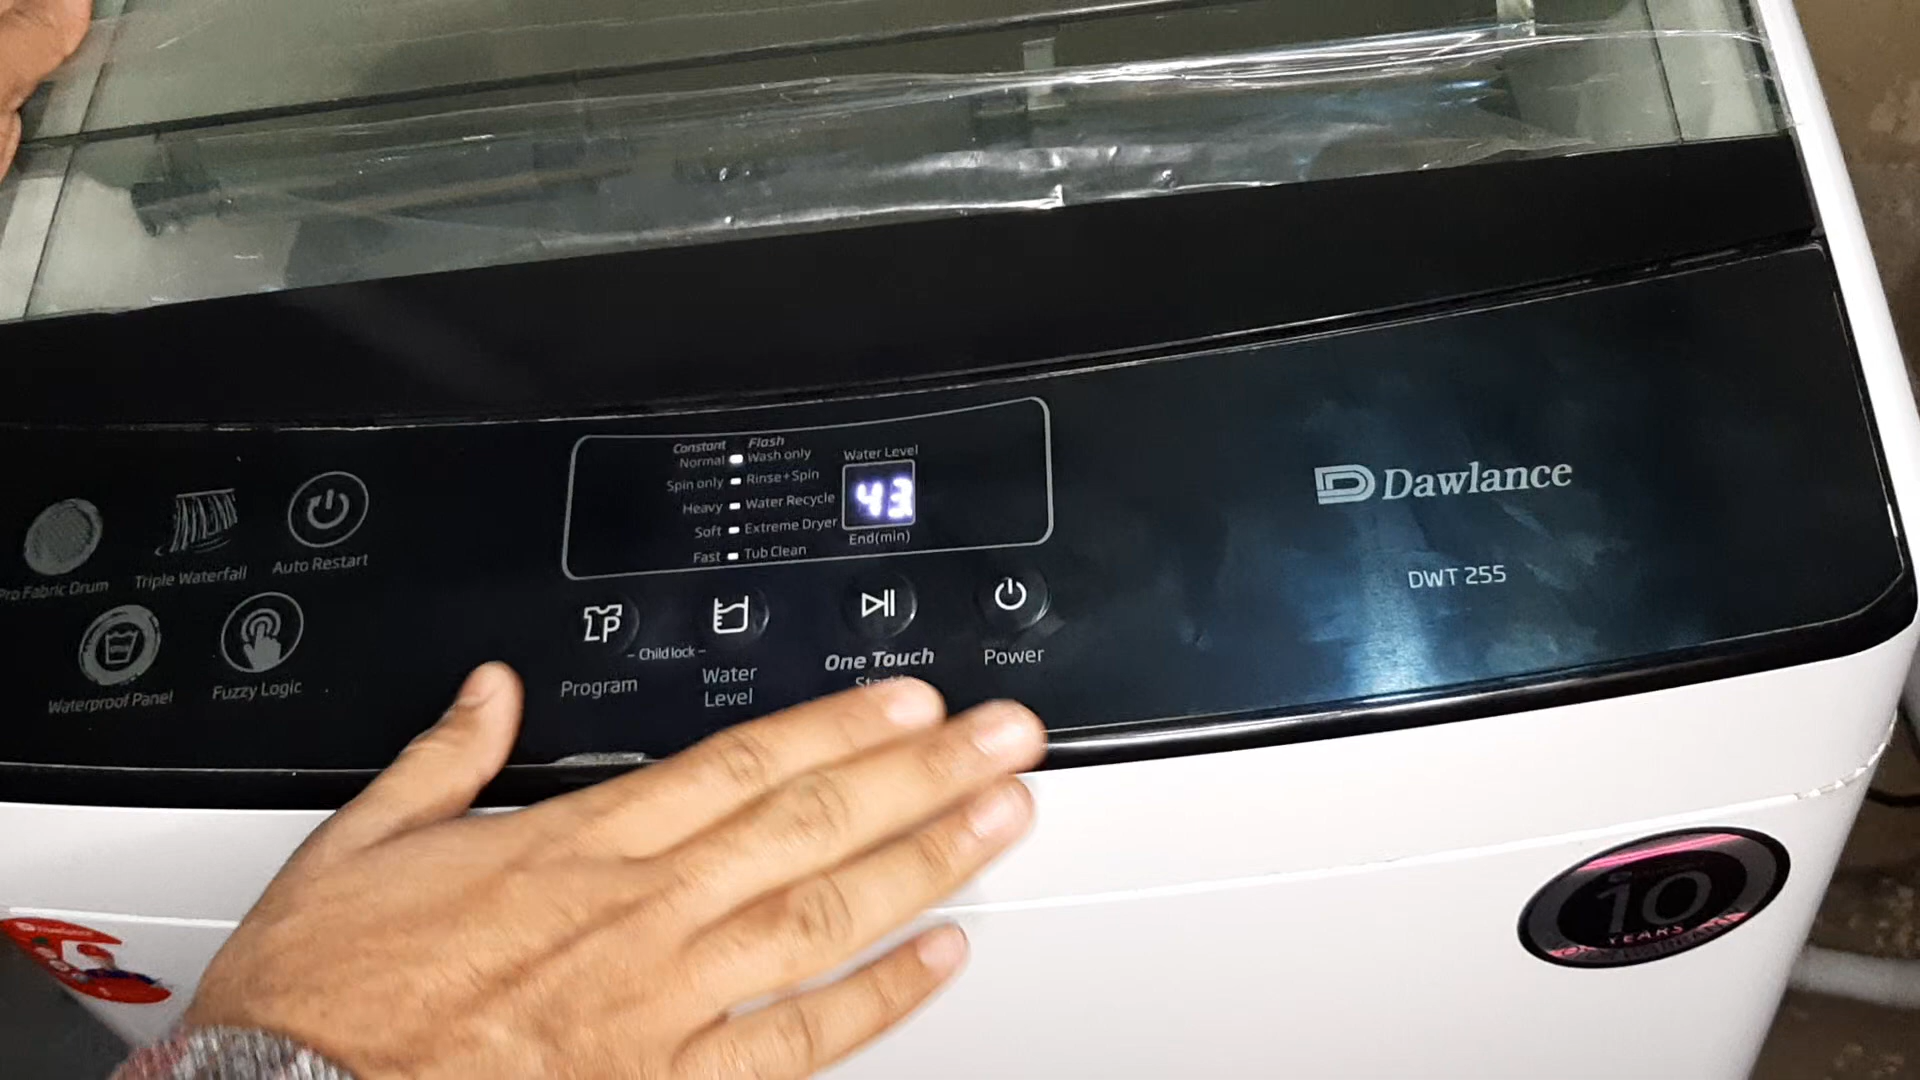 Constant Flash
Normal Wash only
Spin only Rinse+Spin
Heavy Water Recycle
Soft Extreme Dryer
Fast Tub Clean
Water Level
43
End(min)
Dawlance
DWT 255
Auto Restart
Triple Waterfall
Pro Fabric Drum
Waterproof Panel
Fuzzy Logic
P
- Child lock -
Program
Water
Level
One Touch
Power
10
YEARS